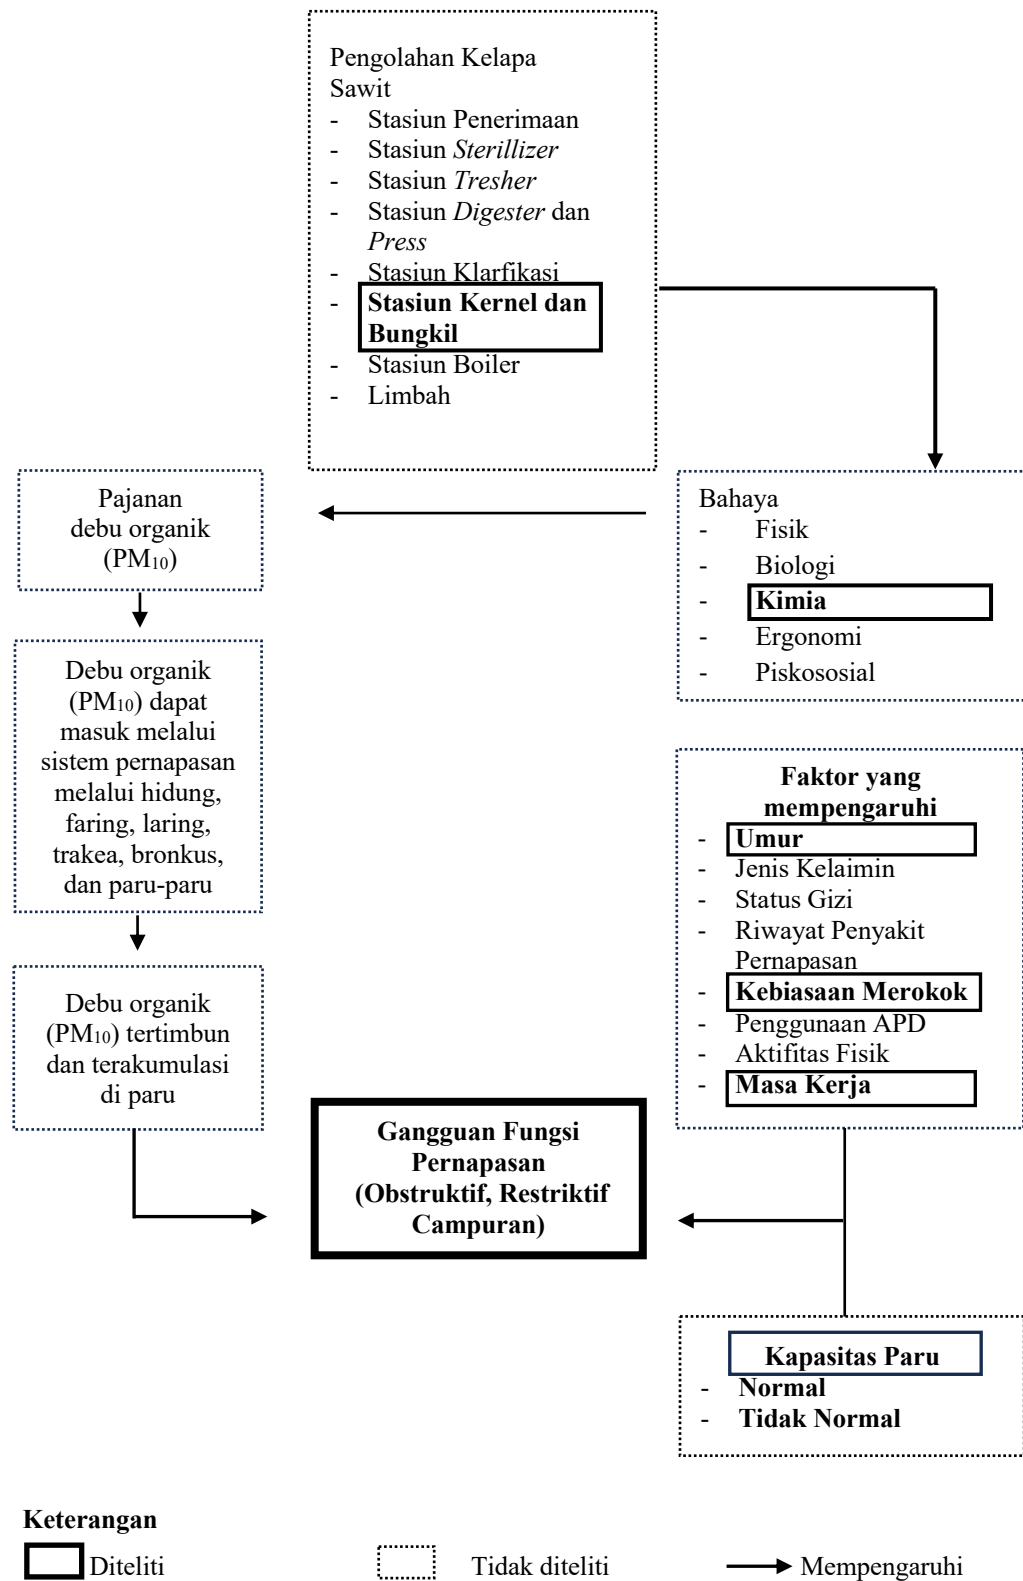 Pengolahan Kelapa
Sawit
- Stasiun Penerimaan
- Stasiun Sterillizer
- Stasiun Tresher
- Stasiun Digester dan
Press
- Stasiun Klarfikasi
- Stasiun Kernel dan
Bungkil
- Stasiun Boiler
- Limbah
Pajanan
debu organik
(PM₁₀)
Bahaya
- Fisik
- Biologi
- Kimia
- Ergonomi
- Piskososial
Debu organik
(PM₁₀) dapat
masuk melalui
sistem pernapasan
melalui hidung,
faring, laring,
trakea, bronkus,
dan paru-paru
Faktor yang
mempengaruhi
- Umur
- Jenis Kelaimin
- Status Gizi
- Riwayat Penyakit
Pernapasan
- Kebiasaan Merokok
- Penggunaan APD
- Aktifitas Fisik
- Masa Kerja
Debu organik
(PM₁₀) tertimbun
dan terakumulasi
di paru
Gangguan Fungsi
Pernapasan
(Obstruktif, Restriktif
Campuran)
Kapasitas Paru
- Normal
- Tidak Normal
Keterangan
Diteliti
Tidak diteliti
Mempengaruhi